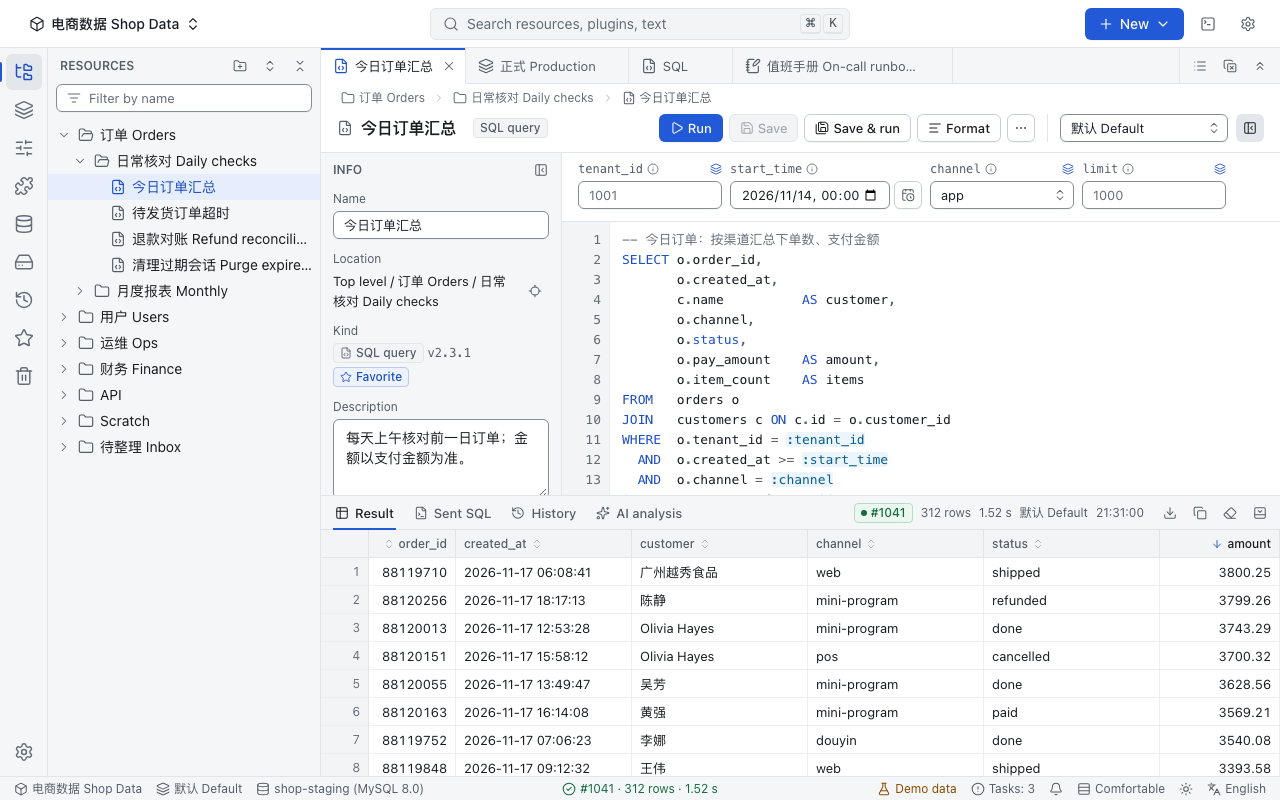 电商数据 Shop Data
Search resources, plugins, text
⌘ K
New
RESOURCES
Filter by name
订单 Orders
日常核对 Daily checks
今日订单汇总
待发货订单超时
退款对账 Refund reconcili...
清理过期会话 Purge expire...
月度报表 Monthly
用户 Users
运维 Ops
财务 Finance
API
Scratch
待整理 Inbox
今日订单汇总
正式 Production
SQL
值班手册 On-call runbo...
订单 Orders
日常核对 Daily checks
今日订单汇总
今日订单汇总
SQL query
Run
Save
Save & run
Format
默认 Default
INFO
Name
今日订单汇总
Location
Top level / 订单 Orders / 日常
核对 Daily checks
Kind
SQL query v2.3.1
Favorite
Description
每天上午核对前一日订单；金
额以支付金额为准。
tenant_id
1001
start_time
2026/11/14, 00:00
channel
app
limit
1000
1 -- 今日订单：按渠道汇总下单数、支付金额
2 SELECT o.order_id,
3 o.created_at,
4 c.name AS customer,
5 o.channel,
6 o.status,
7 o.pay_amount AS amount,
8 o.item_count AS items
9 FROM orders o
10 JOIN customers c ON c.id = o.customer_id
11 WHERE o.tenant_id = :tenant_id
12 AND o.created_at >= :start_time
13 AND o.channel = :channel
Result
Sent SQL
History
AI analysis
#1041
312 rows
1.52 s
默认 Default
21:31:00
order_id created_at customer channel status amount
1 88119710 2026-11-17 06:08:41 广州越秀食品 web shipped 3800.25
2 88120256 2026-11-17 18:17:13 陈静 mini-program refunded 3799.26
3 88120013 2026-11-17 12:53:28 Olivia Hayes mini-program done 3743.29
4 88120151 2026-11-17 15:58:12 Olivia Hayes pos cancelled 3700.32
5 88120055 2026-11-17 13:49:47 吴芳 mini-program done 3628.56
6 88120163 2026-11-17 16:14:08 黄强 mini-program paid 3569.21
7 88119752 2026-11-17 07:06:23 李娜 douyin done 3540.08
8 88119848 2026-11-17 09:12:32 王伟 web shipped 3393.58
电商数据 Shop Data
默认 Default
shop-staging (MySQL 8.0)
#1041 · 312 rows · 1.52 s
Demo data
Tasks: 3
Comfortable
English